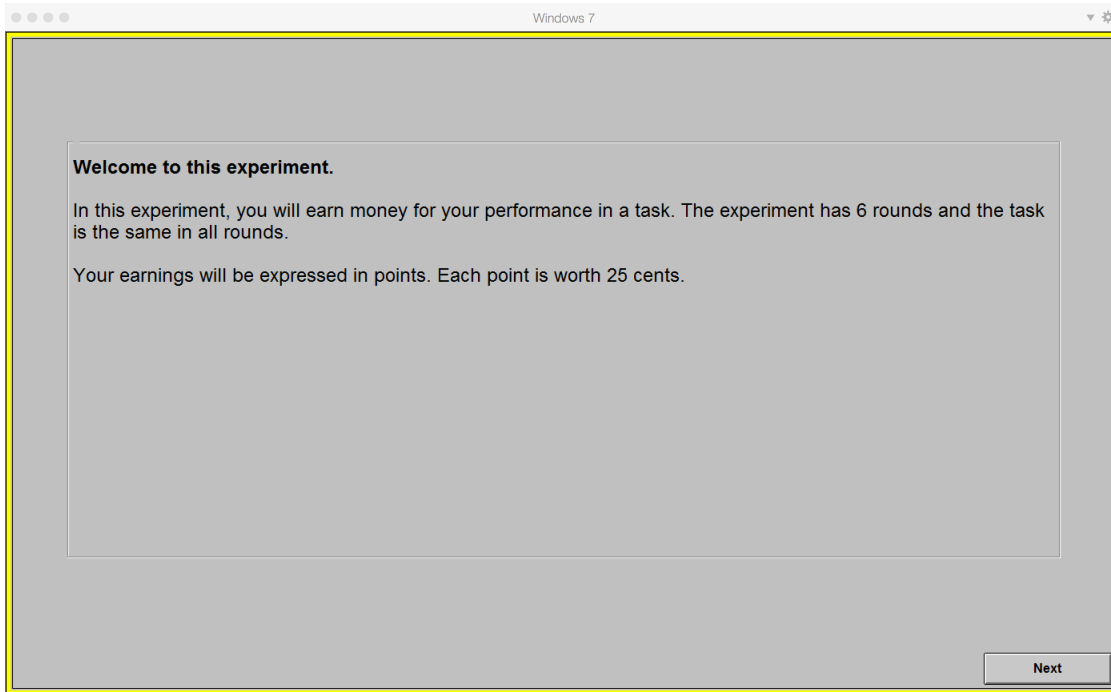 Windows 7
Welcome to this experiment.
In this experiment, you will earn money for your performance in a task. The experiment has 6 rounds and the task
is the same in all rounds.
Your earnings will be expressed in points. Each point is worth 25 cents.
Next